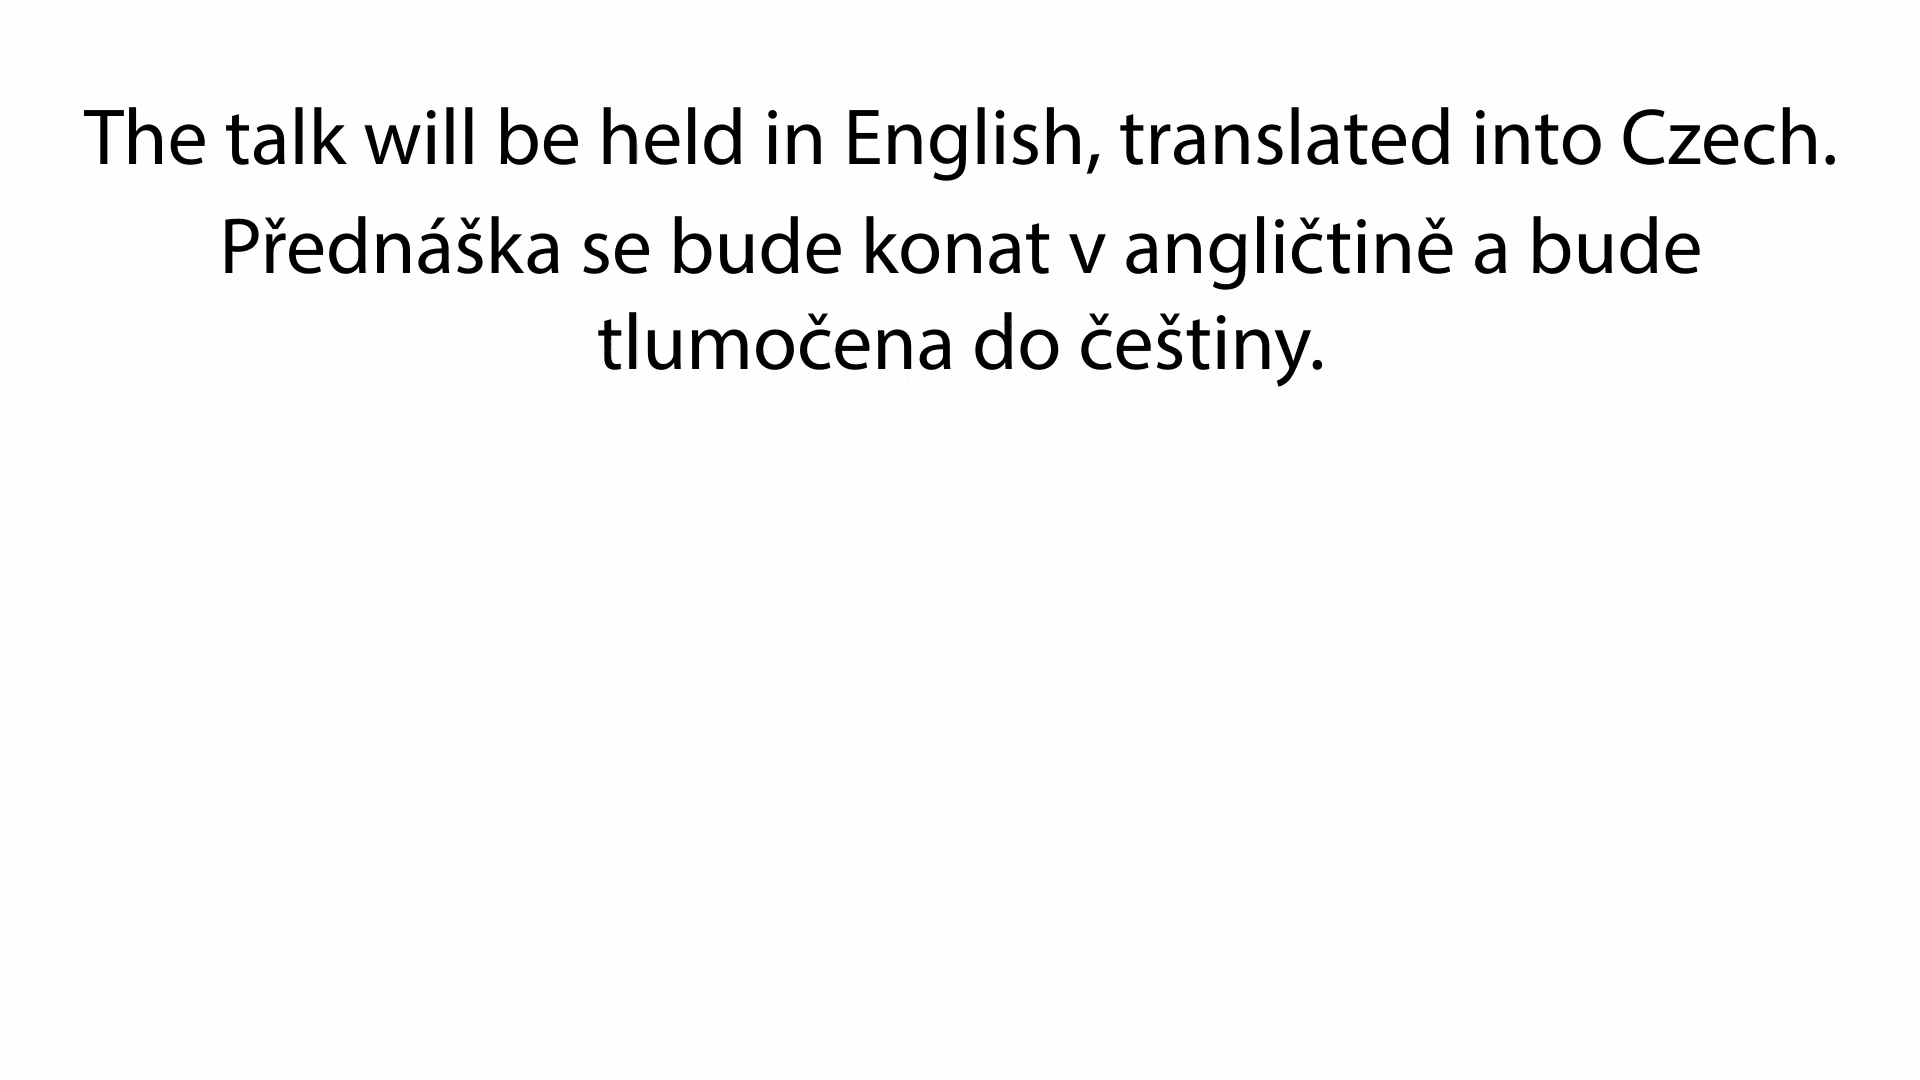 The talk will be held in English, translated into Czech.
Přednáška se bude konat v angličtině a bude
tlumočena do češtiny.